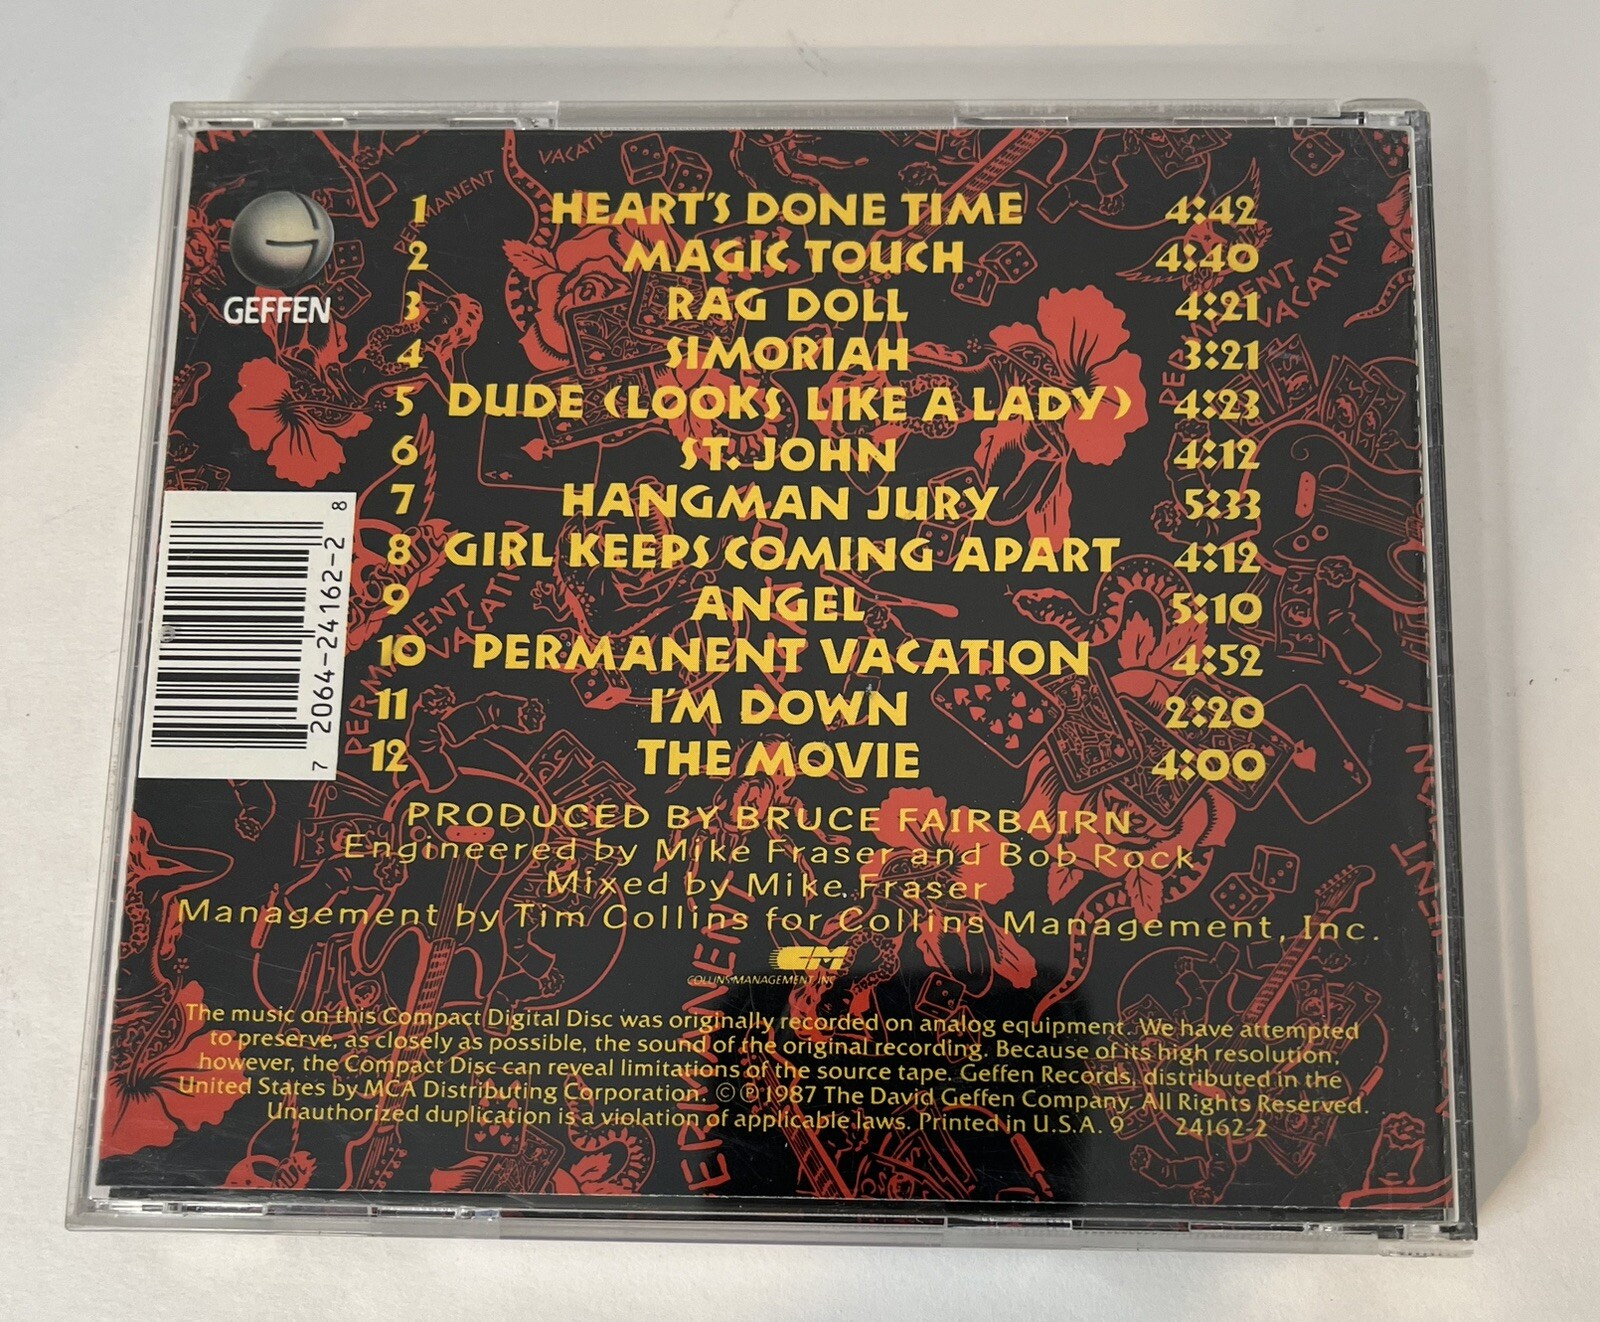 GEFFEN
1 HEART'S DONE TIME 4:42
2 MAGIC TOUCH 4:40
3 RAG DOLL 4:21
4 SIMORIAH 3:21
5 DUDE (LOOKS LIKE A LADY) 4:23
6 ST. JOHN 4:12
7 HANGMAN JURY 5:33
8 GIRL KEEPS COMING APART 4:12
9 ANGEL 5:10
10 PERMANENT VACATION 4:52
11 I'M DOWN 2:20
12 THE MOVIE 4:00
7 2064-24162-2 8
PRODUCED BY BRUCE FAIRBAIRN
Engineered by Mike Fraser and Bob Rock
Mixed by Mike Fraser
Management by Tim Collins for Collins Management, Inc.
CM
COLLINS MANAGEMENT, INC
The music on this Compact Digital Disc was originally recorded on analog equipment. We have attempted
to preserve, as closely as possible, the sound of the original recording. Because of its high resolution,
however, the Compact Disc can reveal limitations of the source tape. Geffen Records, distributed in the
United States by MCA Distributing Corporation. © ℗ 1987 The David Geffen Company. All Rights Reserved.
Unauthorized duplication is a violation of applicable laws. Printed in U.S.A. 9 24162-2
PERMANENT
VACATION
PERMANENT
VACATION
PERMANENT
VACATION